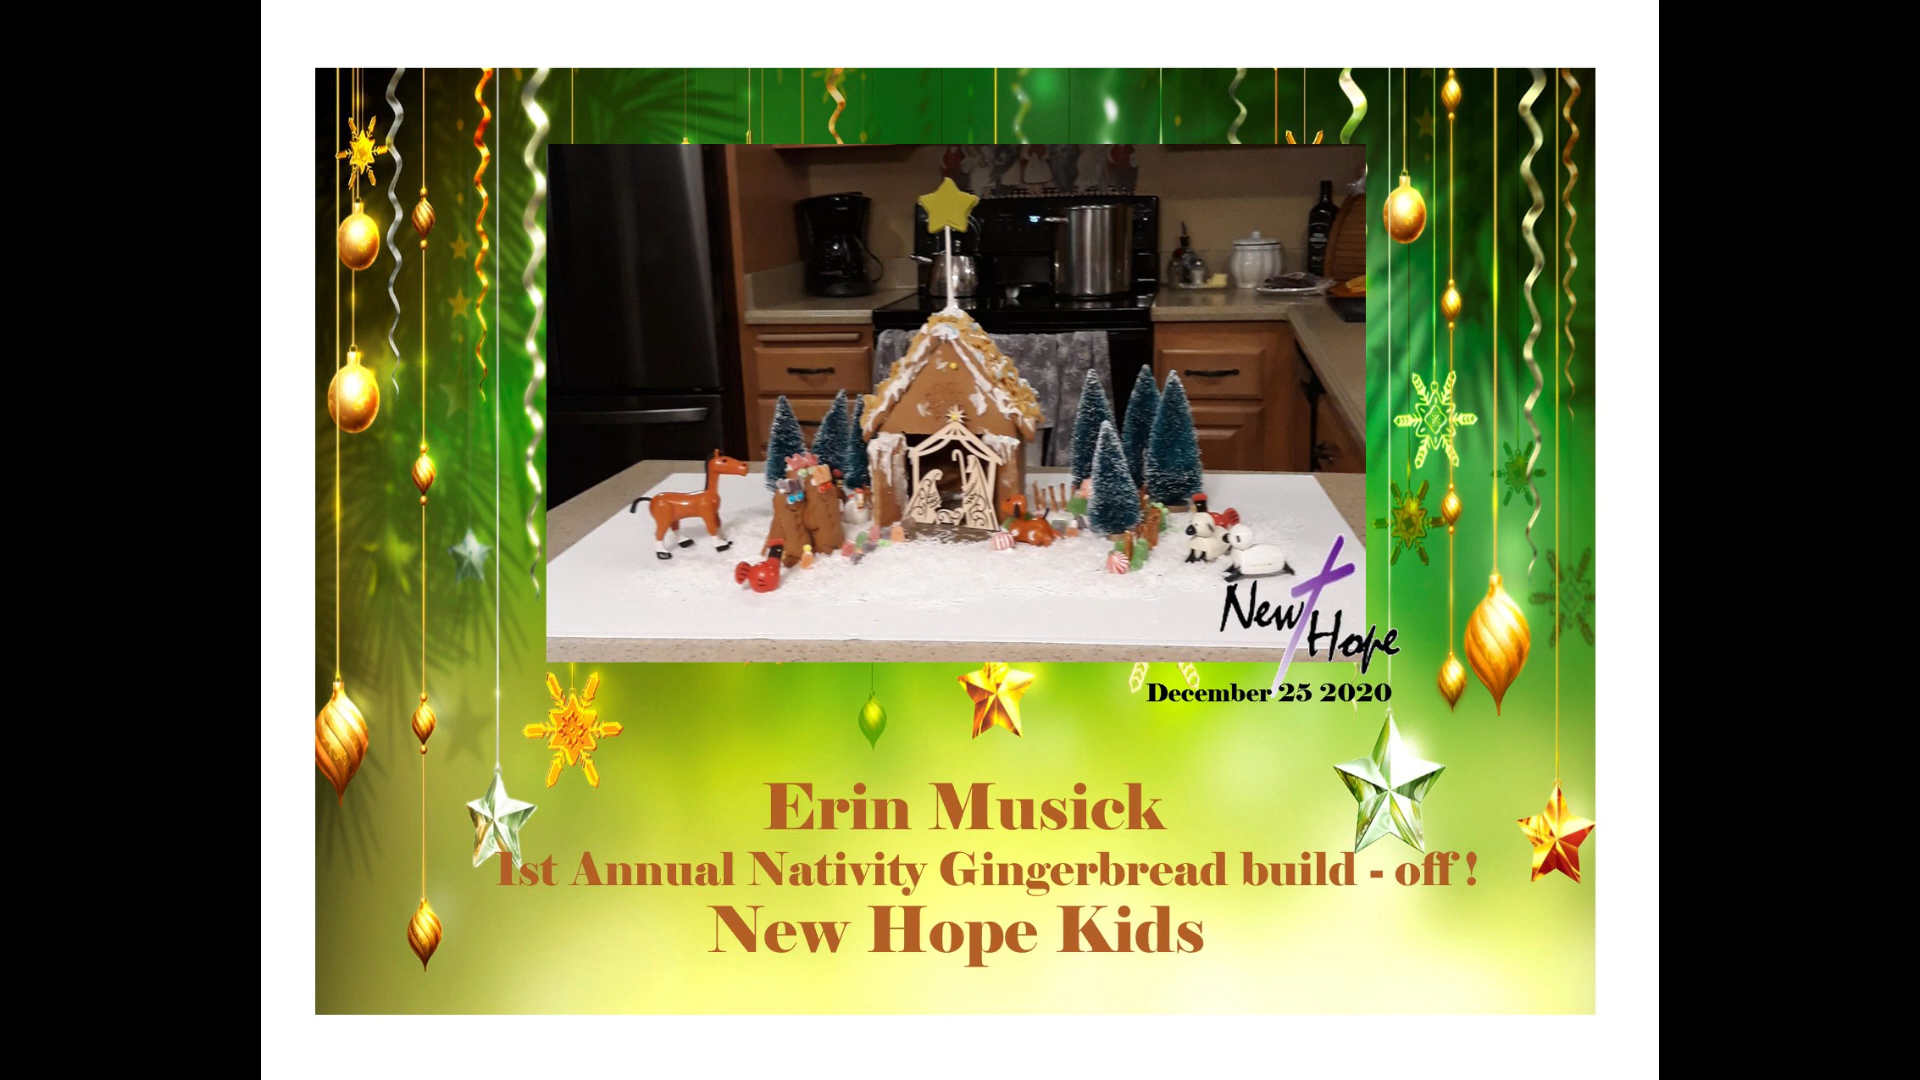 New Hope
December 25 2020
Erin Musick
1st Annual Nativity Gingerbread build - off !
New Hope Kids